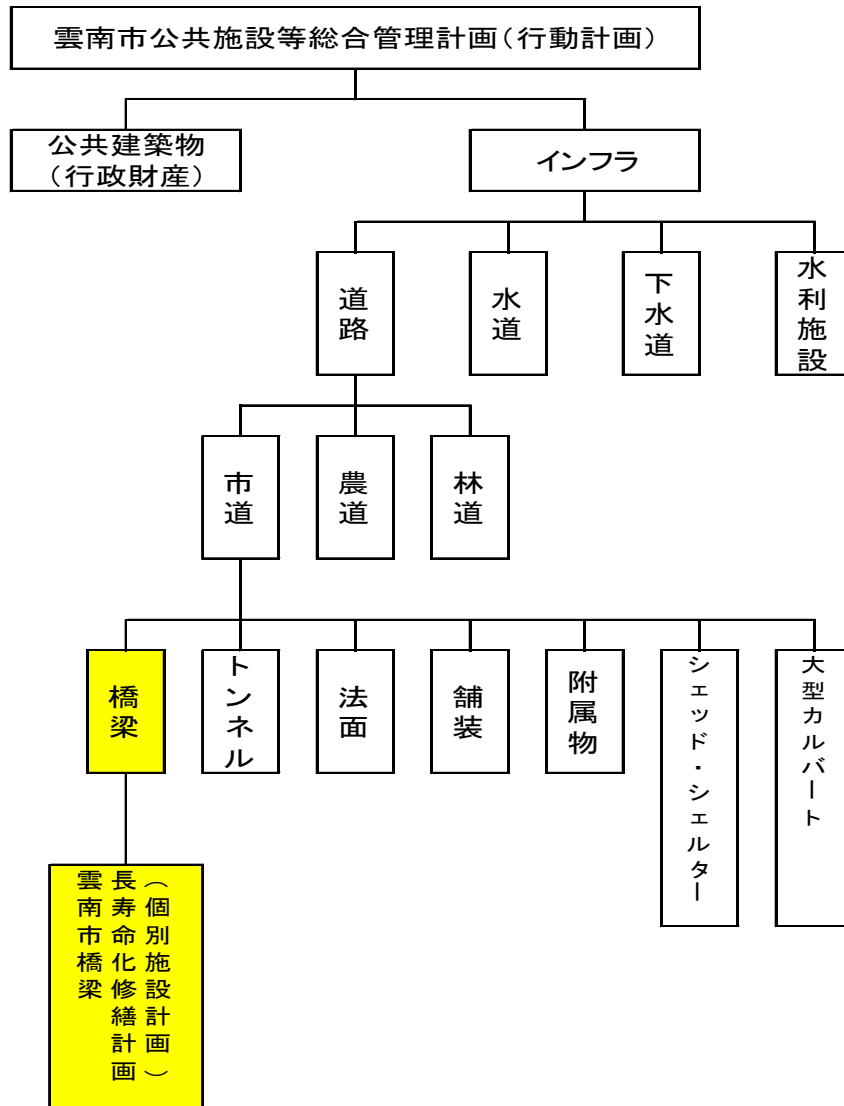 雲南市公共施設等総合管理計画（行動計画）
公共建築物
（行政財産）
インフラ
道路
水道
下水道
水利施設
市道
農道
林道
橋梁
トンネル
法面
舗装
附属物
シェッド・シェルター
大型カルバート
雲南市橋梁
長寿命化修繕計画
（個別施設計画）